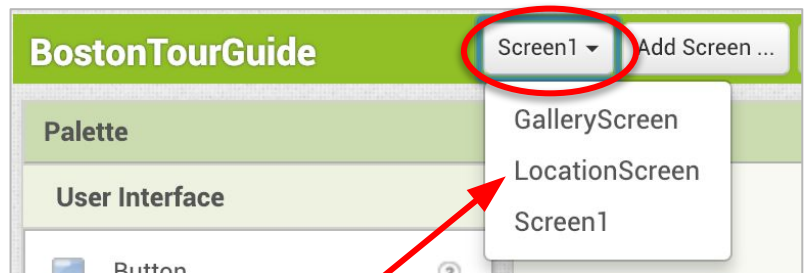 BostonTourGuide
Screen1
Add Screen ...
Palette
User Interface
Button
GalleryScreen
LocationScreen
Screen1